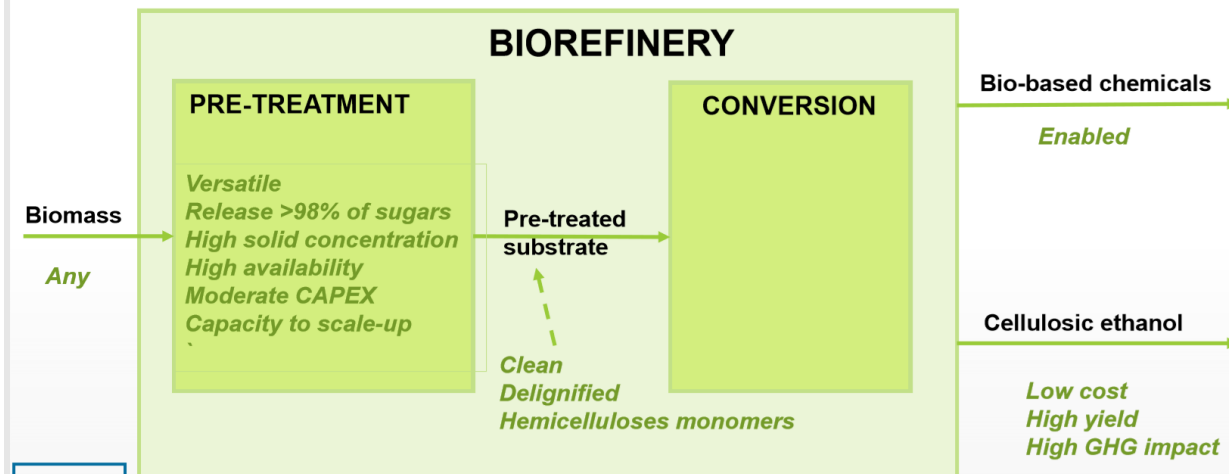 BIOREFINERY
PRE-TREATMENT
Versatile
Release >98% of sugars
High solid concentration
High availability
Moderate CAPEX
Capacity to scale-up
`
Biomass
Any
Pre-treated
substrate
Clean
Delignified
Hemicelluloses monomers
CONVERSION
Bio-based chemicals
Enabled
Cellulosic ethanol
Low cost
High yield
High GHG impact